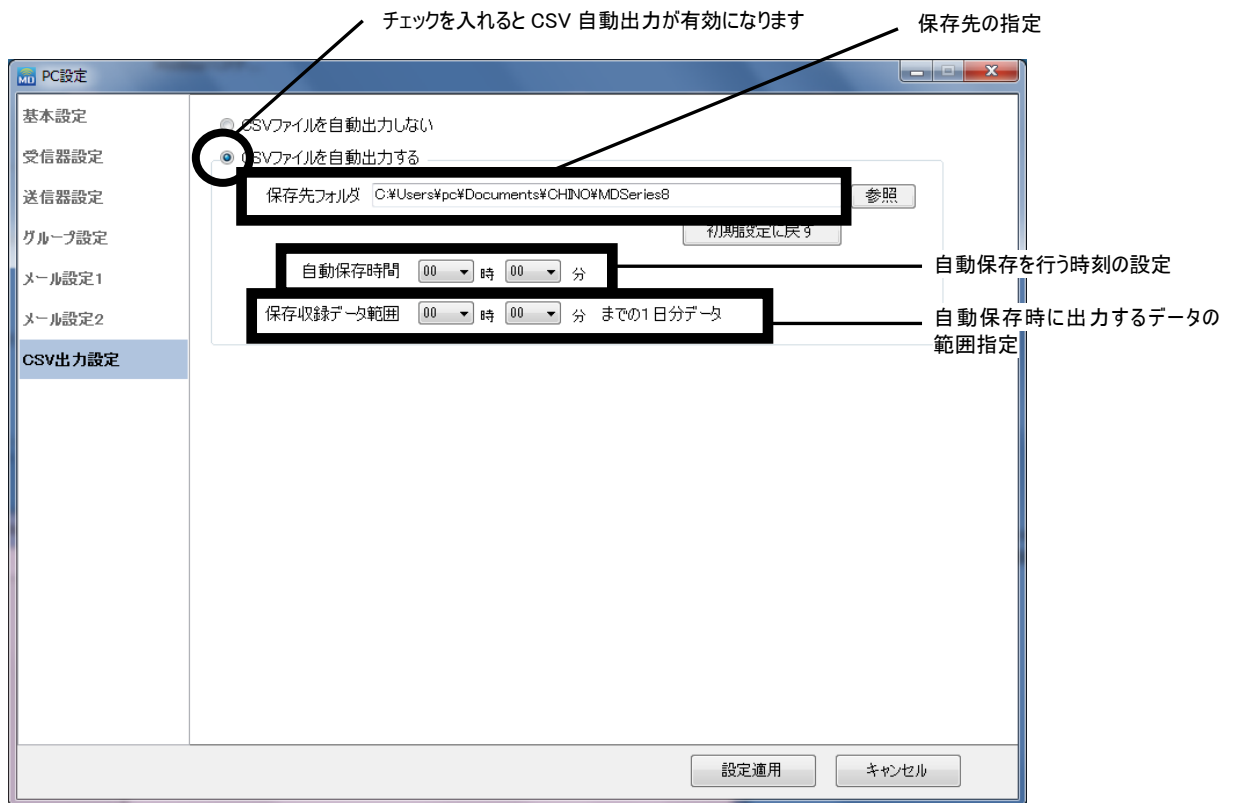 チェックを入れると CSV 自動出力が有効になります
保存先の指定
MD PC設定
基本設定
受信器設定
送信器設定
グループ設定
メール設定1
メール設定2
CSV出力設定
CSVファイルを自動出力しない
CSVファイルを自動出力する
保存先フォルダ C:¥Users¥pc¥Documents¥CHINO¥MDSeries8 参照
初期設定に戻す
自動保存時間 00 時 00 分
自動保存を行う時刻の設定
保存収録データ範囲 00 時 00 分 までの1日分データ
自動保存時に出力するデータの
範囲指定
設定適用 キャンセル